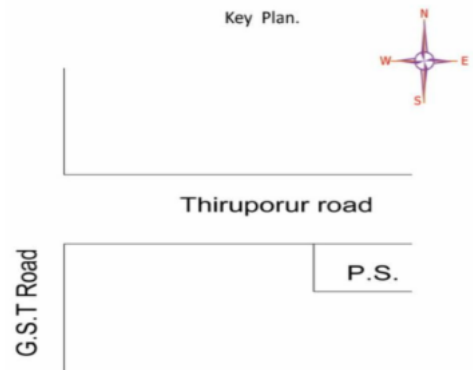 Key Plan.
N
W E
S
Thiruporur road
P.S.
G.S.T Road